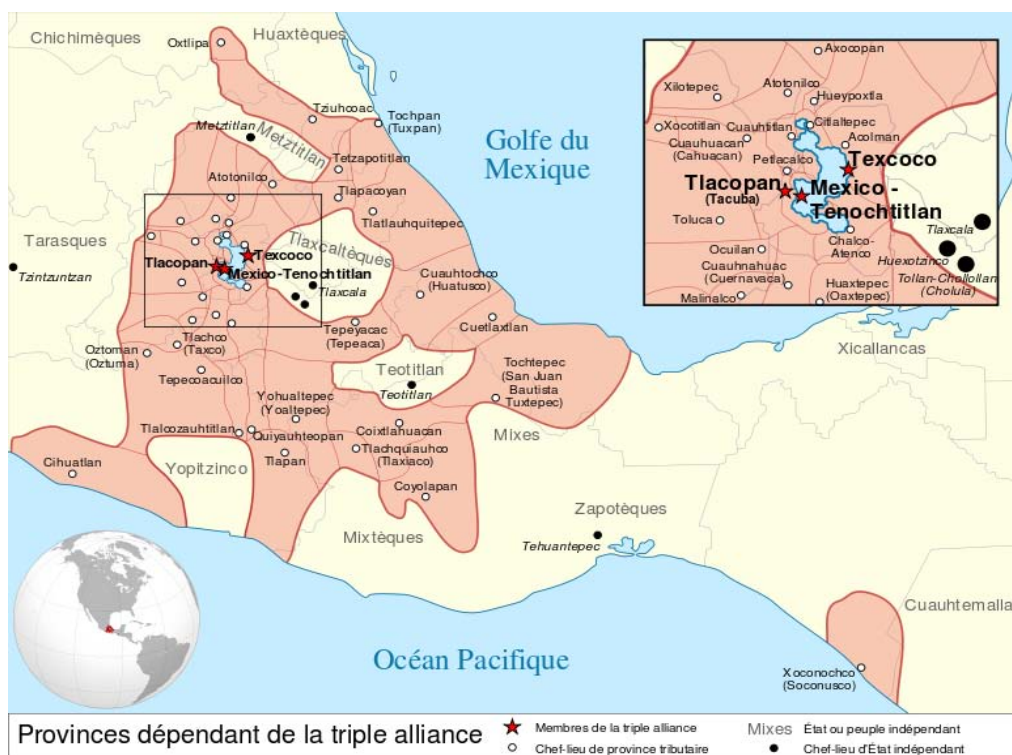 Chichimèques
Huaxtèques
Oxtlipa
Tziuhcoac
Tochpan
(Tuxpan)
Metztitlan
Metztitlan
Tetzapotitlan
Atotonilco
Tlapacoyan
Tlatlauhquitepec
Golfe du
Mexique
Tarasques
Tzintzuntzan
Tlaxcaltèques
Texcoco
Tlacopan
Mexico-Tenochtitlan
Tlaxcala
Cuauhtochco
(Huatusco)
Cuetlaxtlan
Tepeyacac
(Tepeaca)
Tlachco
(Taxco)
Oztoman
(Oztuma)
Tepecoacuilco
Teotitlan
Teotitlan
Tochtepec
(San Juan
Bautista
Tuxtepec)
Yohualtepec
(Yoaltepec)
Tlalcozauhtitlan
Quiyauhteopan
Tlapan
Coixtlahuacan
Tlachquiauhco
(Tlaxiaco)
Coyolapan
Mixes
Cihuatlan
Yopitzinco
Mixtèques
Zapotèques
Tehuantepec
Xicallancas
Cuauhtemalla
Xoconochco
(Soconusco)
Océan Pacifique
Axocopan
Xilotepec
Atotonilco
Hueypoxtla
Xocotitlan
Cuauhtitlan
Citlaltepec
Cuauhuacan
(Cahuacan)
Acolman
Petlacalco
Texcoco
Tlacopan
(Tacuba)
Mexico -
Tenochtitlan
Toluca
Chalco-
Atenco
Ocuilan
Cuauhnahuac
(Cuernavaca)
Huaxtepec
(Oaxtepec)
Malinalco
Tlaxcala
Huexotzinco
Tollan-Chollollan
(Cholula)
Provinces dépendant de la triple alliance
Membres de la triple alliance
Chef-lieu de province tributaire
Mixes État ou peuple indépendant
Chef-lieu d'État indépendant